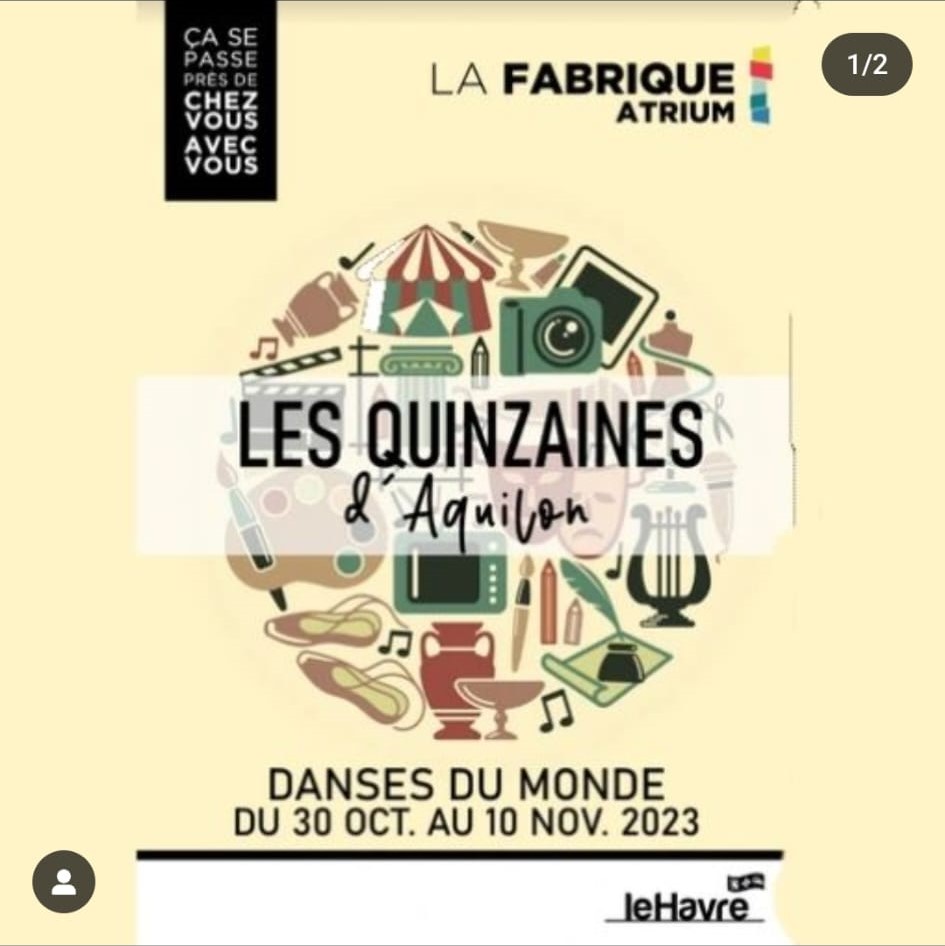 ÇA SE
PASSE
PRÈS DE
CHEZ
VOUS
AVEC
VOUS
LA FABRIQUE
ATRIUM
1/2
LES QUINZAINES
d'Aquilon
DANSES DU MONDE
DU 30 OCT. AU 10 NOV. 2023
leHavre